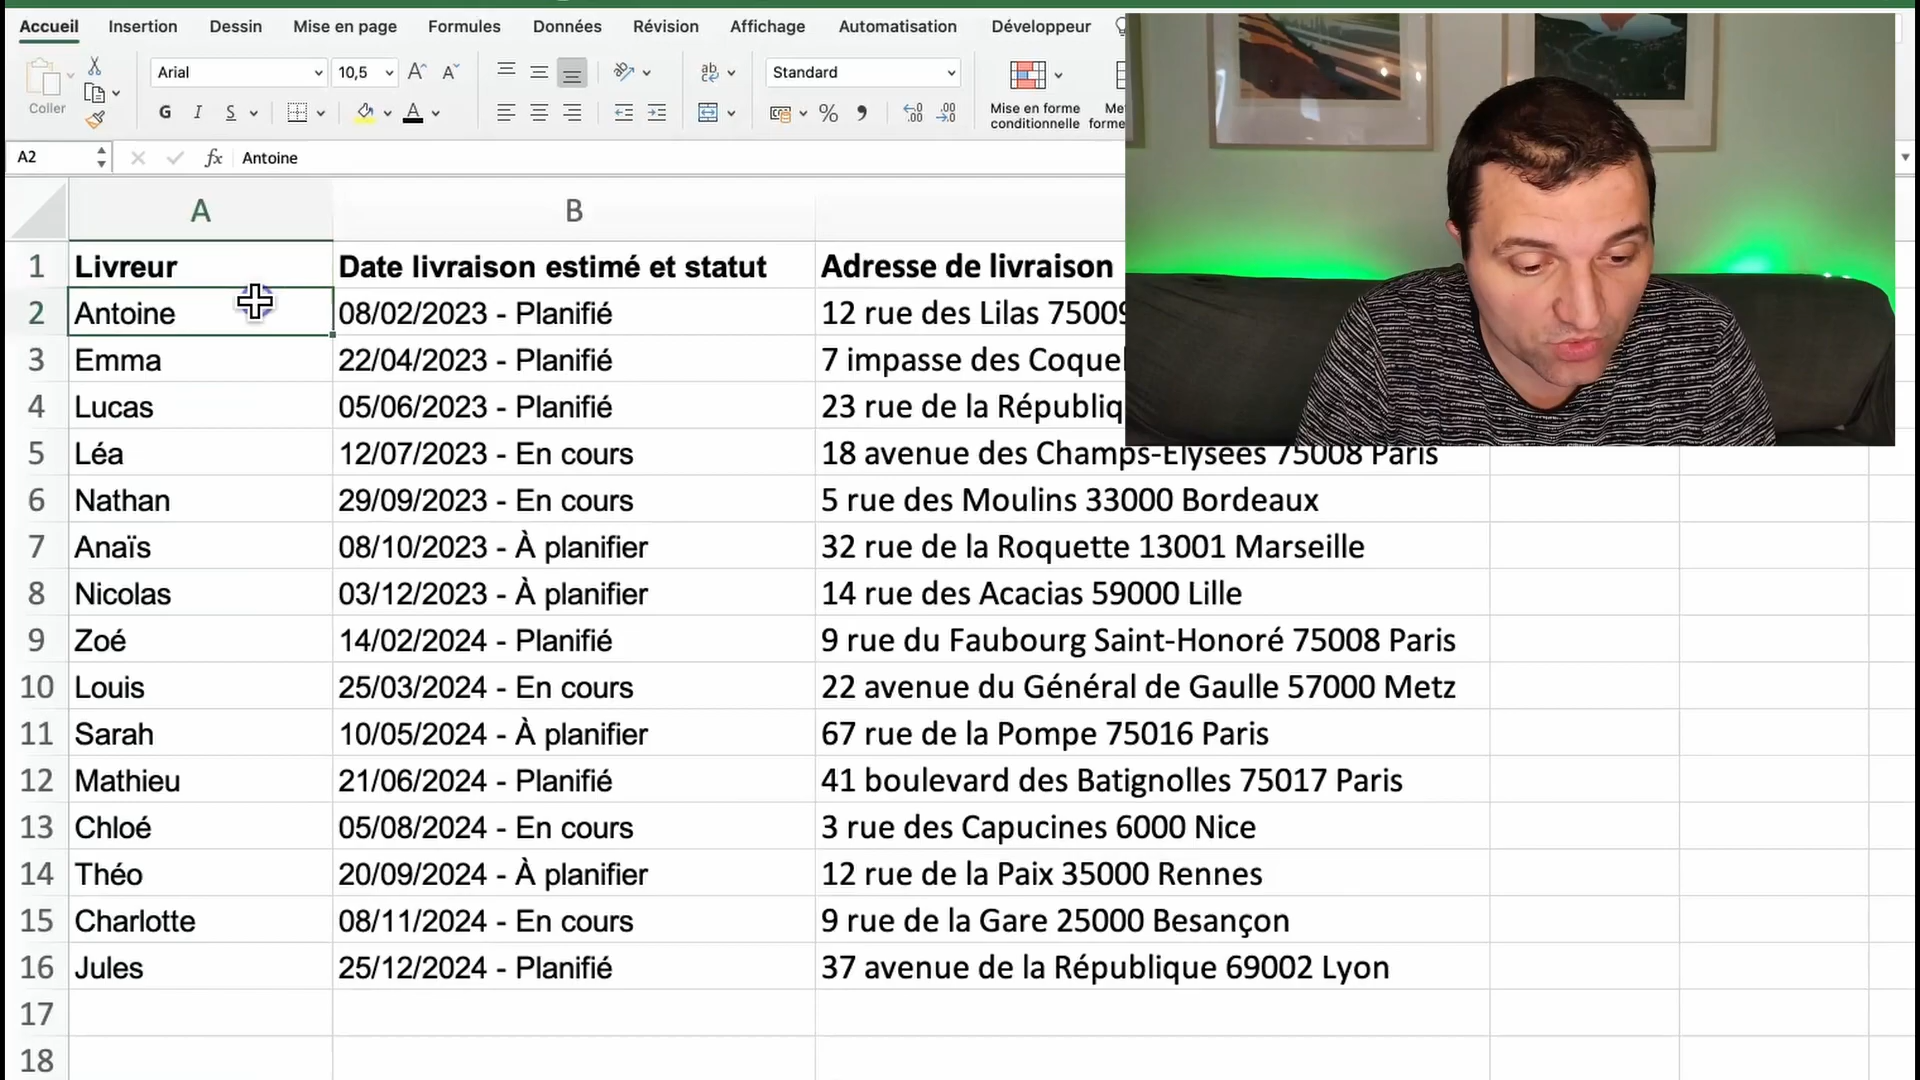 Accueil Insertion Dessin Mise en page Formules Données Révision Affichage Automatisation Développeur
Coller
Arial 10,5 Standard
G I S
Mise en forme conditionnelle
A2 fx Antoine
A B
1 Livreur Date livraison estimé et statut Adresse de livraison
2 Antoine 08/02/2023 - Planifié 12 rue des Lilas 75009
3 Emma 22/04/2023 - Planifié 7 impasse des
4 Lucas 05/06/2023 - Planifié 23 rue de la
5 Léa 12/07/2023 - En cours 18 avenue des Champs-Elysées 75008 Paris
6 Nathan 29/09/2023 - En cours 5 rue des Moulins 33000 Bordeaux
7 Anaïs 08/10/2023 - À planifier 32 rue de la Roquette 13001 Marseille
8 Nicolas 03/12/2023 - À planifier 14 rue des Acacias 59000 Lille
9 Zoé 14/02/2024 - Planifié 9 rue du Faubourg Saint-Honoré 75008 Paris
10 Louis 25/03/2024 - En cours 22 avenue du Général de Gaulle 57000 Metz
11 Sarah 10/05/2024 - À planifier 67 rue de la Pompe 75016 Paris
12 Mathieu 21/06/2024 - Planifié 41 boulevard des Batignolles 75017 Paris
13 Chloé 05/08/2024 - En cours 3 rue des Capucines 6000 Nice
14 Théo 20/09/2024 - À planifier 12 rue de la Paix 35000 Rennes
15 Charlotte 08/11/2024 - En cours 9 rue de la Gare 25000 Besançon
16 Jules 25/12/2024 - Planifié 37 avenue de la République 69002 Lyon
17
18